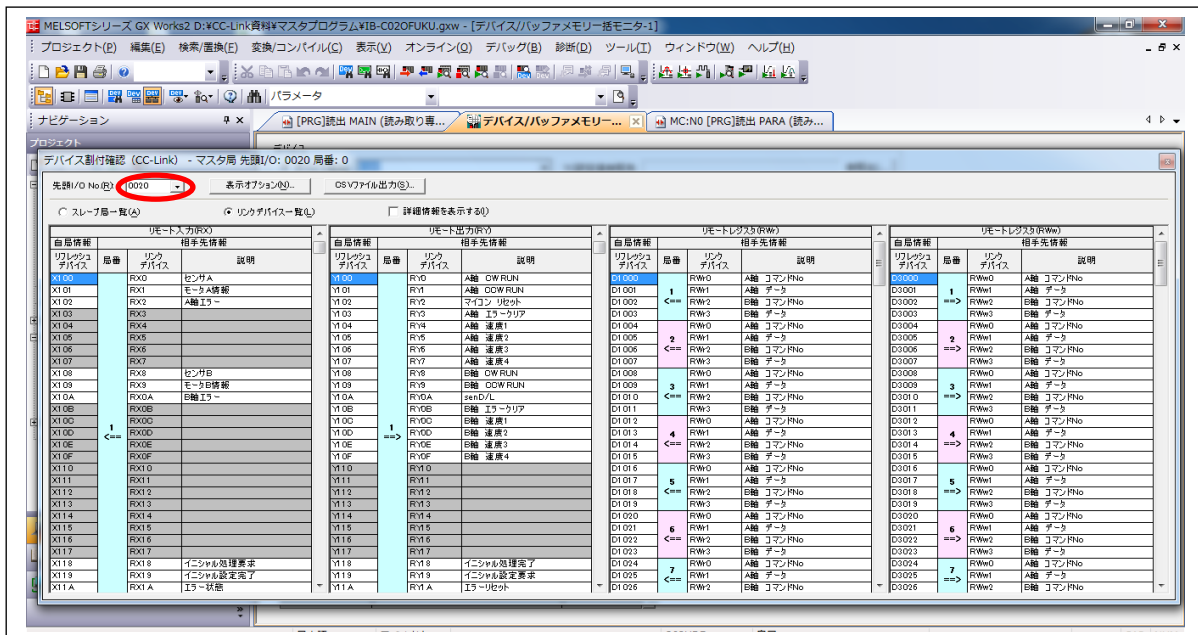 MELSOFTシリーズ GX Works2 D:¥CC-Link資料¥マスタプログラム¥IB-C02OFUKU.gxw - [デバイス/バッファメモリ一括モニタ-1]
プロジェクト(P) 編集(E) 検索/置換(F) 変換/コンパイル(C) 表示(V) オンライン(O) デバッグ(B) 診断(D) ツール(T) ウィンドウ(W) ヘルプ(H)
パラメータ
ナビゲーション
[PRG]読出 MAIN (読み取り専... デバイス/バッファメモリー... MC:N0 [PRG]読出 PARA (読み...
プロジェクト
デバイス割付確認 (CC-Link) - マスタ局 先頭I/O: 0020 局番: 0
先頭I/O No(R): 0020 表示オプション(N)... CSVファイル出力(S)...
スレーブ局一覧(A) リンクデバイス一覧(L) 詳細情報を表示する(I)
リモート入力(RX) リモート出力(RY) リモートレジスタ(RWr) リモートレジスタ(RWw)
自局情報 相手先情報 自局情報 相手先情報 自局情報 相手先情報 自局情報 相手先情報
リフレッシュデバイス 局番 リンクデバイス 説明 リフレッシュデバイス 局番 リンクデバイス 説明 リフレッシュデバイス 局番 リンクデバイス 説明 リフレッシュデバイス 局番 リンクデバイス 説明
X100 RX0 センサA Y100 RY0 A軸 CW RUN D1000 RWr0 A軸 コマンドNo D3000 RWw0 A軸 コマンドNo
X101 RX1 モータA情報 Y101 RY1 A軸 CCW RUN D1001 1 RWr1 A軸 データ D3001 1 RWw1 A軸 データ
X102 RX2 A軸エラー Y102 RY2 マイコン リセット D1002 <== RWr2 B軸 コマンドNo D3002 ==> RWw2 B軸 コマンドNo
X103 RX3 Y103 RY3 A軸 エラークリア D1003 RWr3 B軸 データ D3003 RWw3 B軸 データ
X104 RX4 Y104 RY4 A軸 速度1 D1004 RWr0 A軸 コマンドNo D3004 RWw0 A軸 コマンドNo
X105 RX5 Y105 RY5 A軸 速度2 D1005 2 RWr1 A軸 データ D3005 2 RWw1 A軸 データ
X106 RX6 Y106 RY6 A軸 速度3 D1006 <== RWr2 B軸 コマンドNo D3006 ==> RWw2 B軸 コマンドNo
X107 RX7 Y107 RY7 A軸 速度4 D1007 RWr3 B軸 データ D3007 RWw3 B軸 データ
X108 RX8 センサB Y108 RY8 B軸 CW RUN D1008 RWr0 A軸 コマンドNo D3008 RWw0 A軸 コマンドNo
X109 RX9 モータB情報 Y109 RY9 B軸 CCW RUN D1009 3 RWr1 A軸 データ D3009 3 RWw1 A軸 データ
X10A RX0A B軸エラー Y10A RY0A senD/L D1010 <== RWr2 B軸 コマンドNo D3010 ==> RWw2 B軸 コマンドNo
X10B RX0B Y10B RY0B B軸 エラークリア D1011 RWr3 B軸 データ D3011 RWw3 B軸 データ
X10C 1 RX0C Y10C 1 RY0C B軸 速度1 D1012 RWr0 A軸 コマンドNo D3012 RWw0 A軸 コマンドNo
X10D <== RX0D Y10D ==> RY0D B軸 速度2 D1013 4 RWr1 A軸 データ D3013 4 RWw1 A軸 データ
X10E RX0E Y10E RY0E B軸 速度3 D1014 <== RWr2 B軸 コマンドNo D3014 ==> RWw2 B軸 コマンドNo
X10F RX0F Y10F RY0F B軸 速度4 D1015 RWr3 B軸 データ D3015 RWw3 B軸 データ
X110 RX10 Y110 RY10 D1016 RWr0 A軸 コマンドNo D3016 RWw0 A軸 コマンドNo
X111 RX11 Y111 RY11 D1017 5 RWr1 A軸 データ D3017 5 RWw1 A軸 データ
X112 RX12 Y112 RY12 D1018 <== RWr2 B軸 コマンドNo D3018 ==> RWw2 B軸 コマンドNo
X113 RX13 Y113 RY13 D1019 RWr3 B軸 データ D3019 RWw3 B軸 データ
X114 RX14 Y114 RY14 D1020 RWr0 A軸 コマンドNo D3020 RWw0 A軸 コマンドNo
X115 RX15 Y115 RY15 D1021 6 RWr1 A軸 データ D3021 6 RWw1 A軸 データ
X116 RX16 Y116 RY16 D1022 <== RWr2 B軸 コマンドNo D3022 ==> RWw2 B軸 コマンドNo
X117 RX17 Y117 RY17 D1023 RWr3 B軸 データ D3023 RWw3 B軸 データ
X118 RX18 イニシャル処理要求 Y118 RY18 イニシャル処理完了 D1024 RWr0 A軸 コマンドNo D3024 RWw0 A軸 コマンドNo
X119 RX19 イニシャル設定完了 Y119 RY19 イニシャル設定要求 D1025 7 RWr1 A軸 データ D3025 7 RWw1 A軸 データ
X11A RX1A エラー状態 Y11A RY1A エラーリセット D1026 <== RWr2 B軸 コマンドNo D3026 ==> RWw2 B軸 コマンドNo